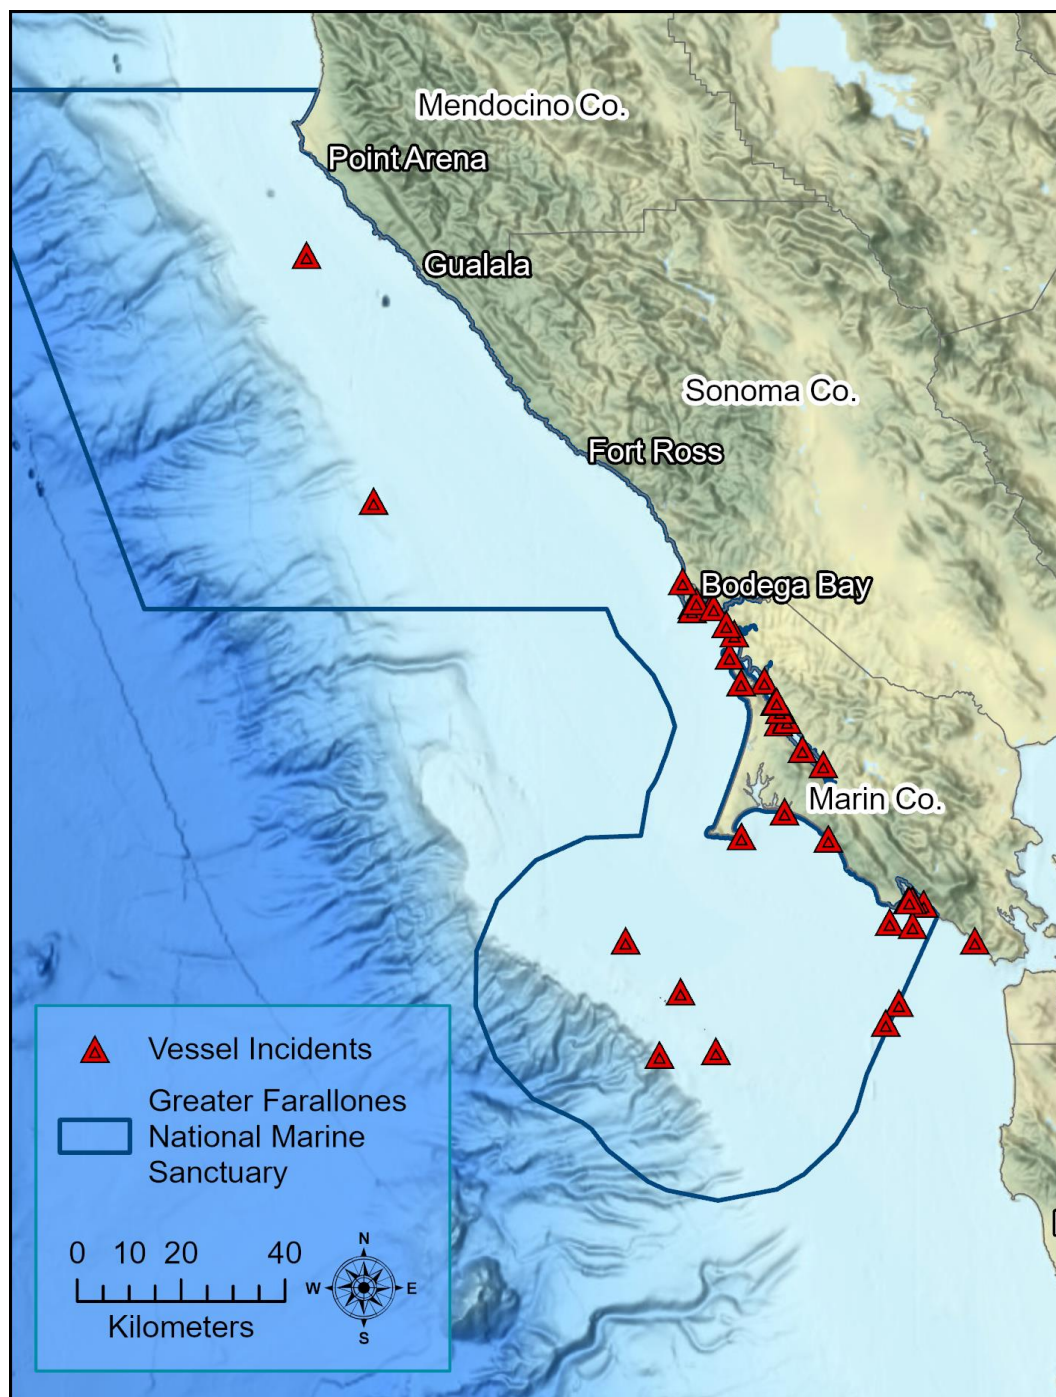 Mendocino Co.
Point Arena
Gualala
Sonoma Co.
Fort Ross
Bodega Bay
Marin Co.
Vessel Incidents
Greater Farallones
National Marine
Sanctuary
0 10 20 40
Kilometers
N
W E
S